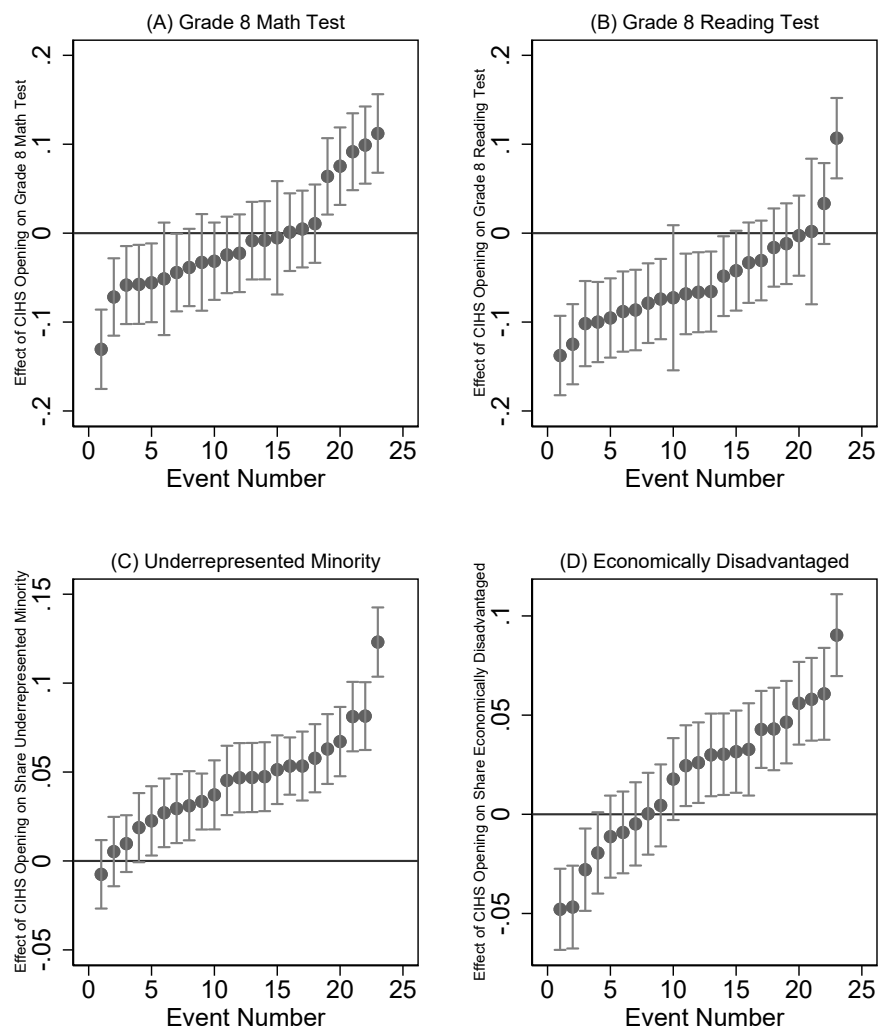 (A) Grade 8 Math Test
Effect of CIHS Opening on Grade 8 Math Test
.2
.1
0
-.1
-.2
0 5 10 15 20 25
Event Number
(B) Grade 8 Reading Test
Effect of CIHS Opening on Grade 8 Reading Test
.2
.1
0
-.1
-.2
0 5 10 15 20 25
Event Number
(C) Underrepresented Minority
Effect of CIHS Opening on Share Underrepresented Minority
.15
.1
.05
0
-.05
0 5 10 15 20 25
Event Number
(D) Economically Disadvantaged
Effect of CIHS Opening on Share Economically Disadvantaged
.1
.05
0
-.05
0 5 10 15 20 25
Event Number